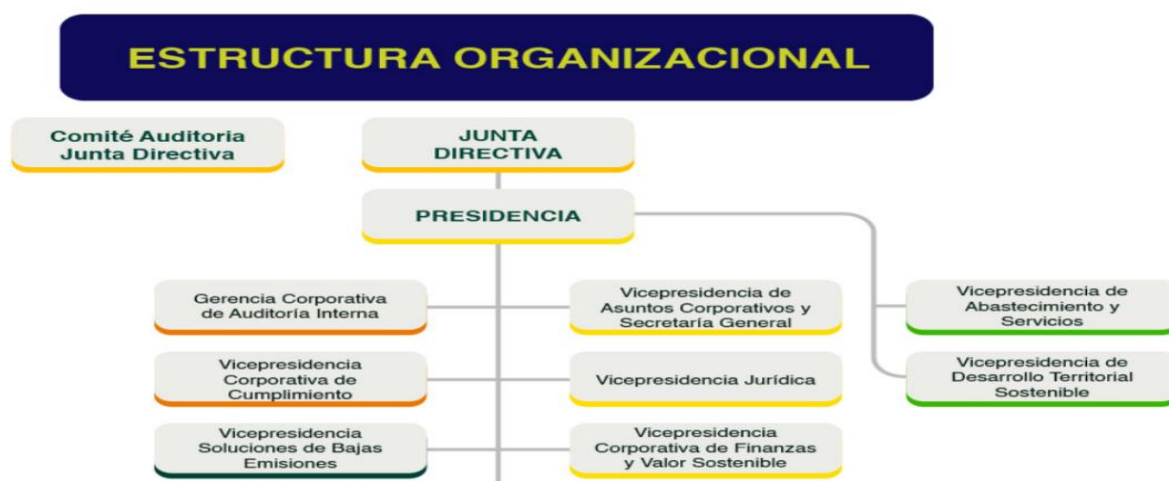 ESTRUCTURA ORGANIZACIONAL
Comité Auditoria
Junta Directiva
JUNTA
DIRECTIVA
PRESIDENCIA
Gerencia Corporativa
de Auditoría Interna
Vicepresidencia de
Asuntos Corporativos y
Secretaría General
Vicepresidencia de
Abastecimiento y
Servicios
Vicepresidencia
Corporativa de
Cumplimiento
Vicepresidencia Jurídica
Vicepresidencia de
Desarrollo Territorial
Sostenible
Vicepresidencia
Soluciones de Bajas
Emisiones
Vicepresidencia
Corporativa de Finanzas
y Valor Sostenible